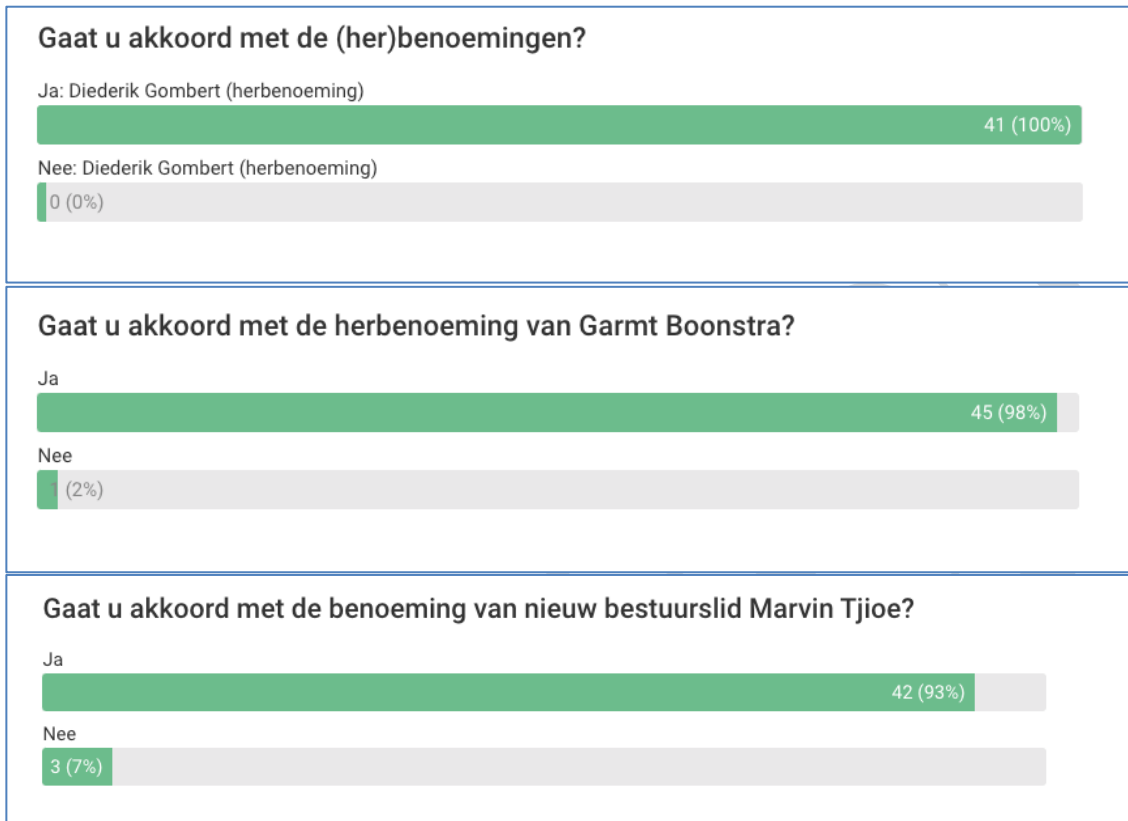 Gaat u akkoord met de (her)benoemingen?
Ja: Diederik Gombert (herbenoeming)
41 (100%)
Nee: Diederik Gombert (herbenoeming)
0 (0%)
Gaat u akkoord met de herbenoeming van Garmt Boonstra?
Ja
45 (98%)
Nee
1 (2%)
Gaat u akkoord met de benoeming van nieuw bestuurslid Marvin Tjioe?
Ja
42 (93%)
Nee
3 (7%)